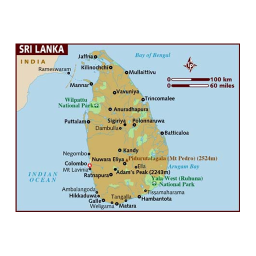 SRI LANKA
INDIA
Jaffna
Bay of Bengal
Kilinochchi
Rameswaram
Mullaittivu
100 km
60 miles
Mannar
Vavuniya
Wilpattu
National Park
Trincomalee
Anuradhapura
Sigiriya
Polonnaruwa
Puttalam
Dambulla
Batticaloa
Negombo
Kandy
Colombo
Nuwara Eliya
Pidurutalagala (Mt Pedro) (2524m)
Mt Lavinia
Ella
Arugam Bay
Adam's Peak (2243m)
Ratnapura
INDIAN
OCEAN
Yala West (Ruhunu)
National Park
Ambalangoda
Tissamaharama
Hikkaduwa
Hambantota
Galle
Tangalla
Weligama
Matara